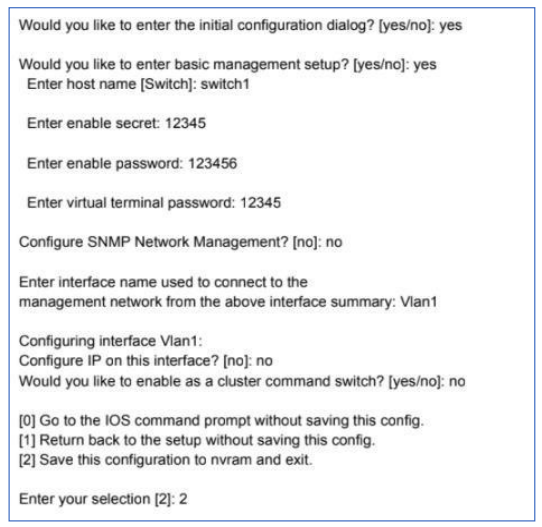 Would you like to enter the initial configuration dialog? [yes/no]: yes
Would you like to enter basic management setup? [yes/no]: yes
Enter host name [Switch]: switch1
Enter enable secret: 12345
Enter enable password: 123456
Enter virtual terminal password: 12345
Configure SNMP Network Management? [no]: no
Enter interface name used to connect to the
management network from the above interface summary: Vlan1
Configuring interface Vlan1:
Configure IP on this interface? [no]: no
Would you like to enable as a cluster command switch? [yes/no]: no
[0] Go to the IOS command prompt without saving this config.
[1] Return back to the setup without saving this config.
[2] Save this configuration to nvram and exit.
Enter your selection [2]: 2